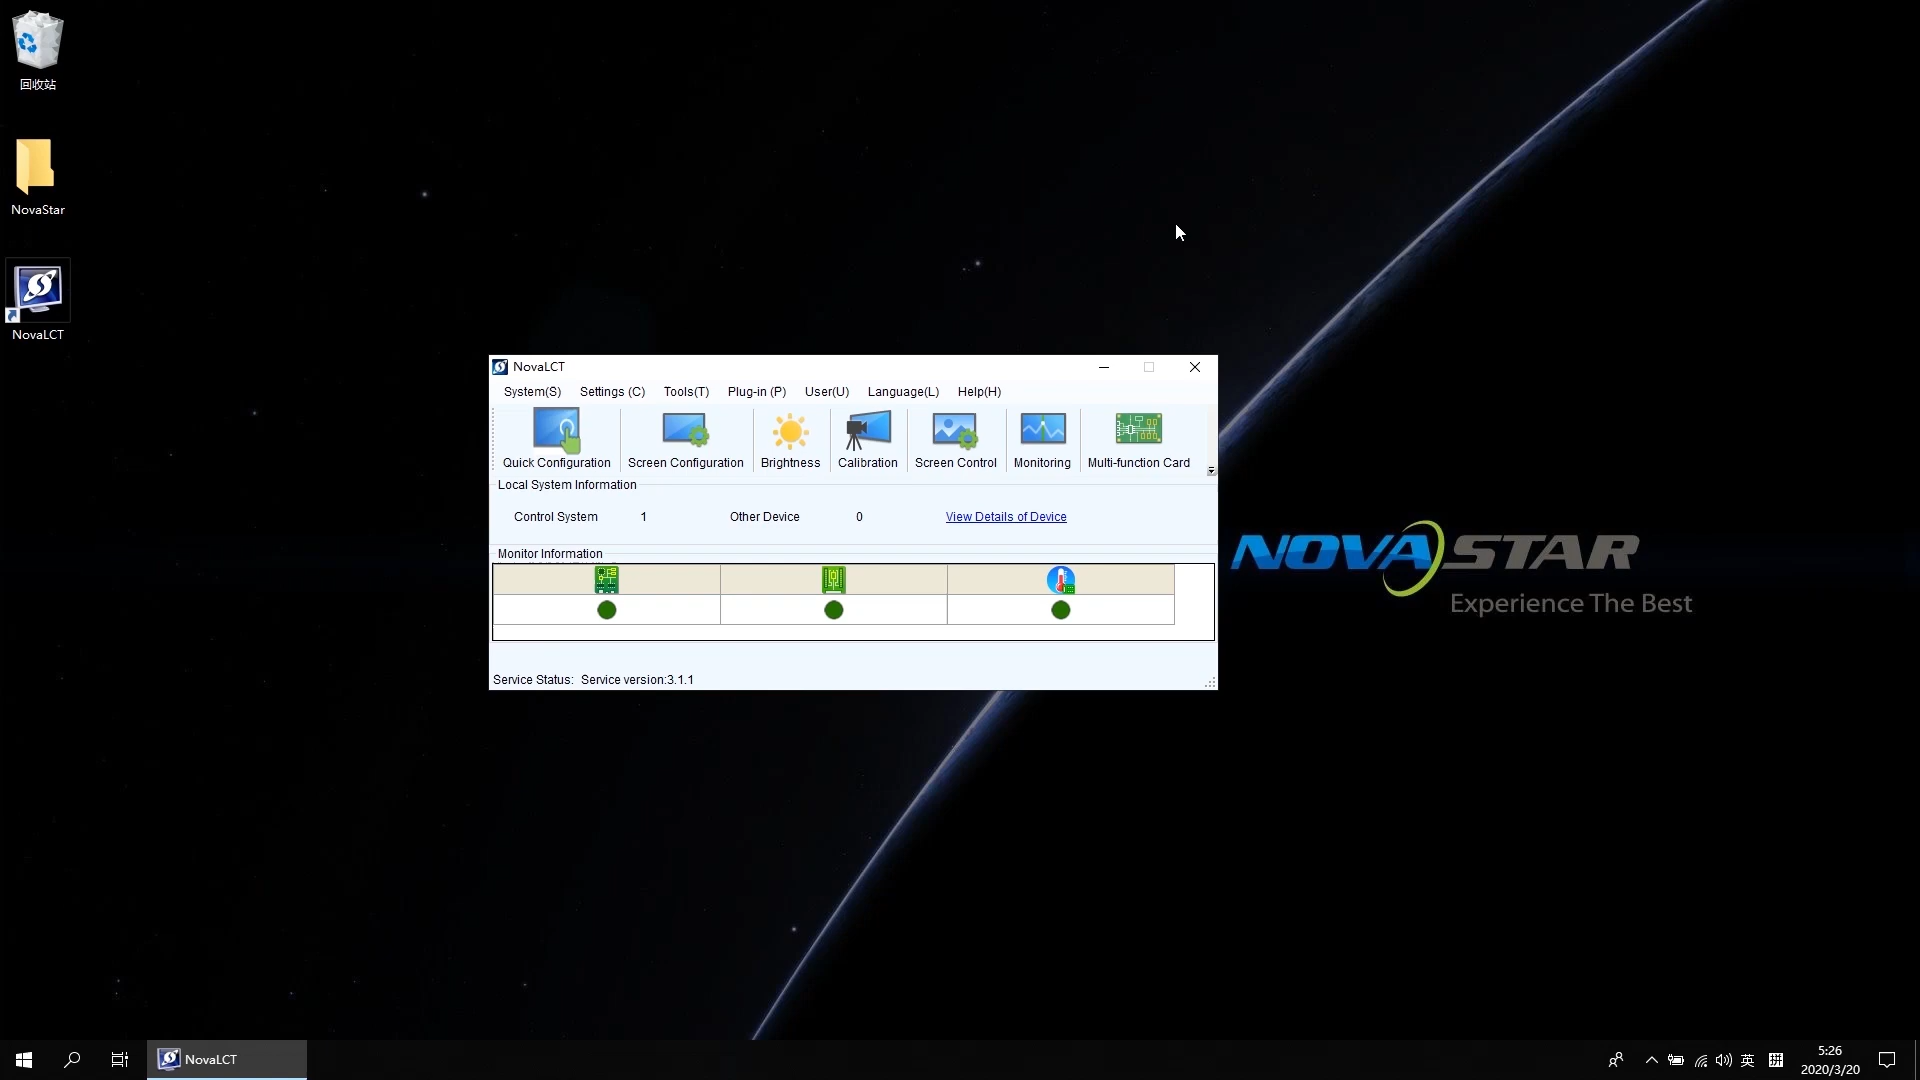 回收站
NovaStar
NovaLCT
NovaLCT
System(S) Settings (C) Tools(T) Plug-in (P) User(U) Language(L) Help(H)
Quick Configuration Screen Configuration Brightness Calibration Screen Control Monitoring Multi-function Card
Local System Information
Control System 1 Other Device 0 View Details of Device
Monitor Information
Service Status: Service version:3.1.1
NOVASTAR
Experience The Best
NovaLCT
英
拼
5:26
2020/3/20